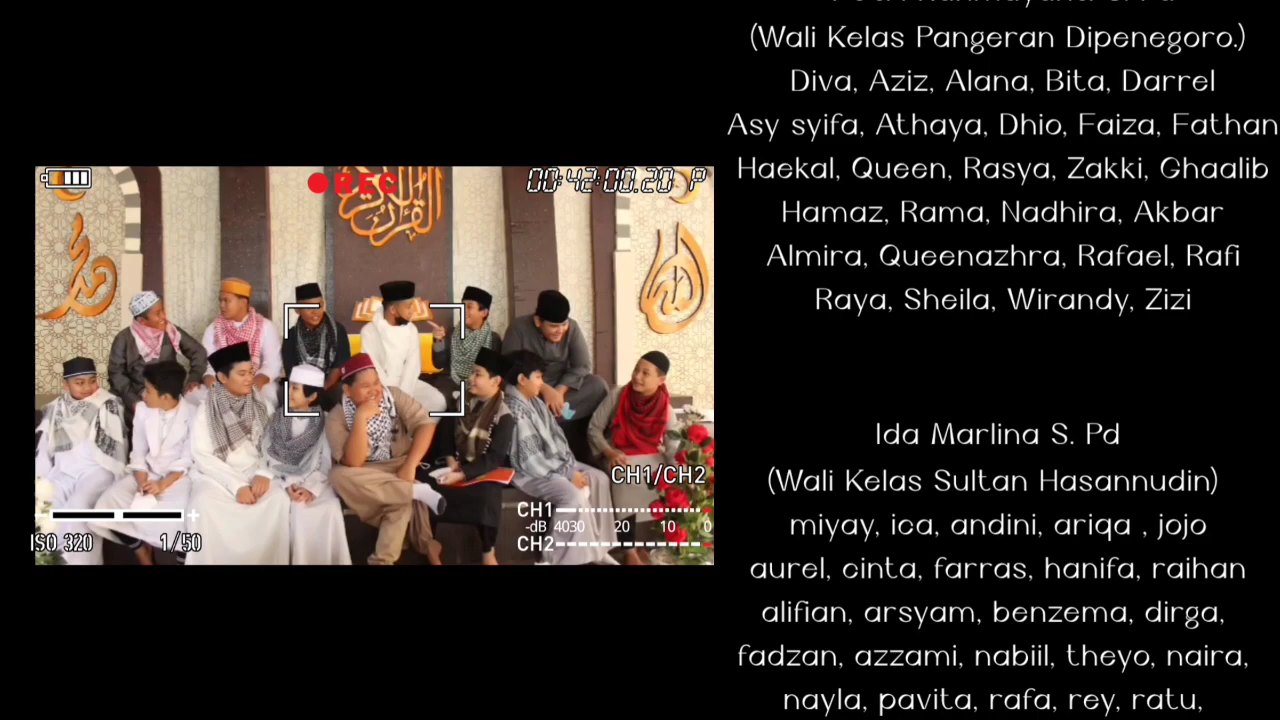 REC
00:42:00.20 P
القرآن
محمد
CH1/CH2
CH1
-dB 40 30 20 10 0
CH2
ISO 320
1/50
(Wali Kelas Pangeran Dipenegoro.)
Diva, Aziz, Alana, Bita, Darrel
Asy syifa, Athaya, Dhio, Faiza, Fathan
Haekal, Queen, Rasya, Zakki, Ghaalib
Hamaz, Rama, Nadhira, Akbar
Almira, Queenazhra, Rafael, Rafi
Raya, Sheila, Wirandy, Zizi
Ida Marlina S. Pd
(Wali Kelas Sultan Hasannudin)
miyay, ica, andini, ariqa , jojo
aurel, cinta, farras, hanifa, raihan
alifian, arsyam, benzema, dirga,
fadzan, azzami, nabiil, theyo, naira,
nayla, pavita, rafa, rey, ratu,